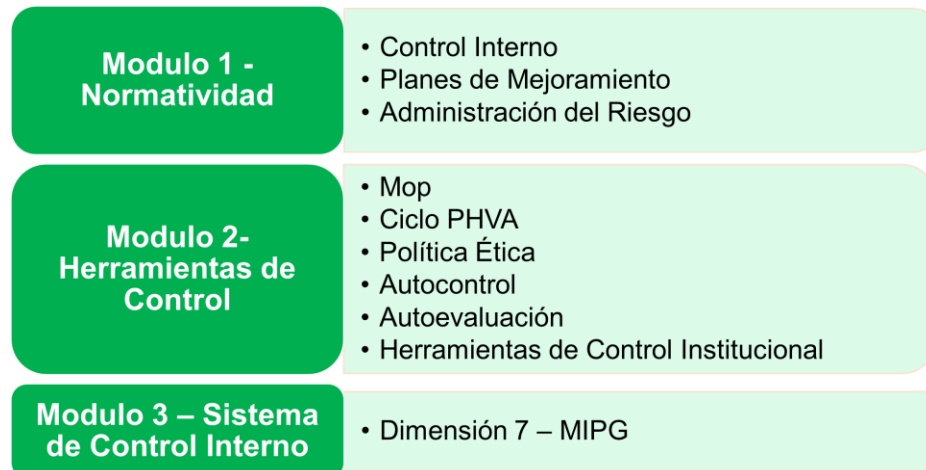 Modulo 1 -
Normatividad
• Control Interno
• Planes de Mejoramiento
• Administración del Riesgo
Modulo 2-
Herramientas de
Control
• Mop
• Ciclo PHVA
• Política Ética
• Autocontrol
• Autoevaluación
• Herramientas de Control Institucional
Modulo 3 – Sistema
de Control Interno
• Dimensión 7 – MIPG